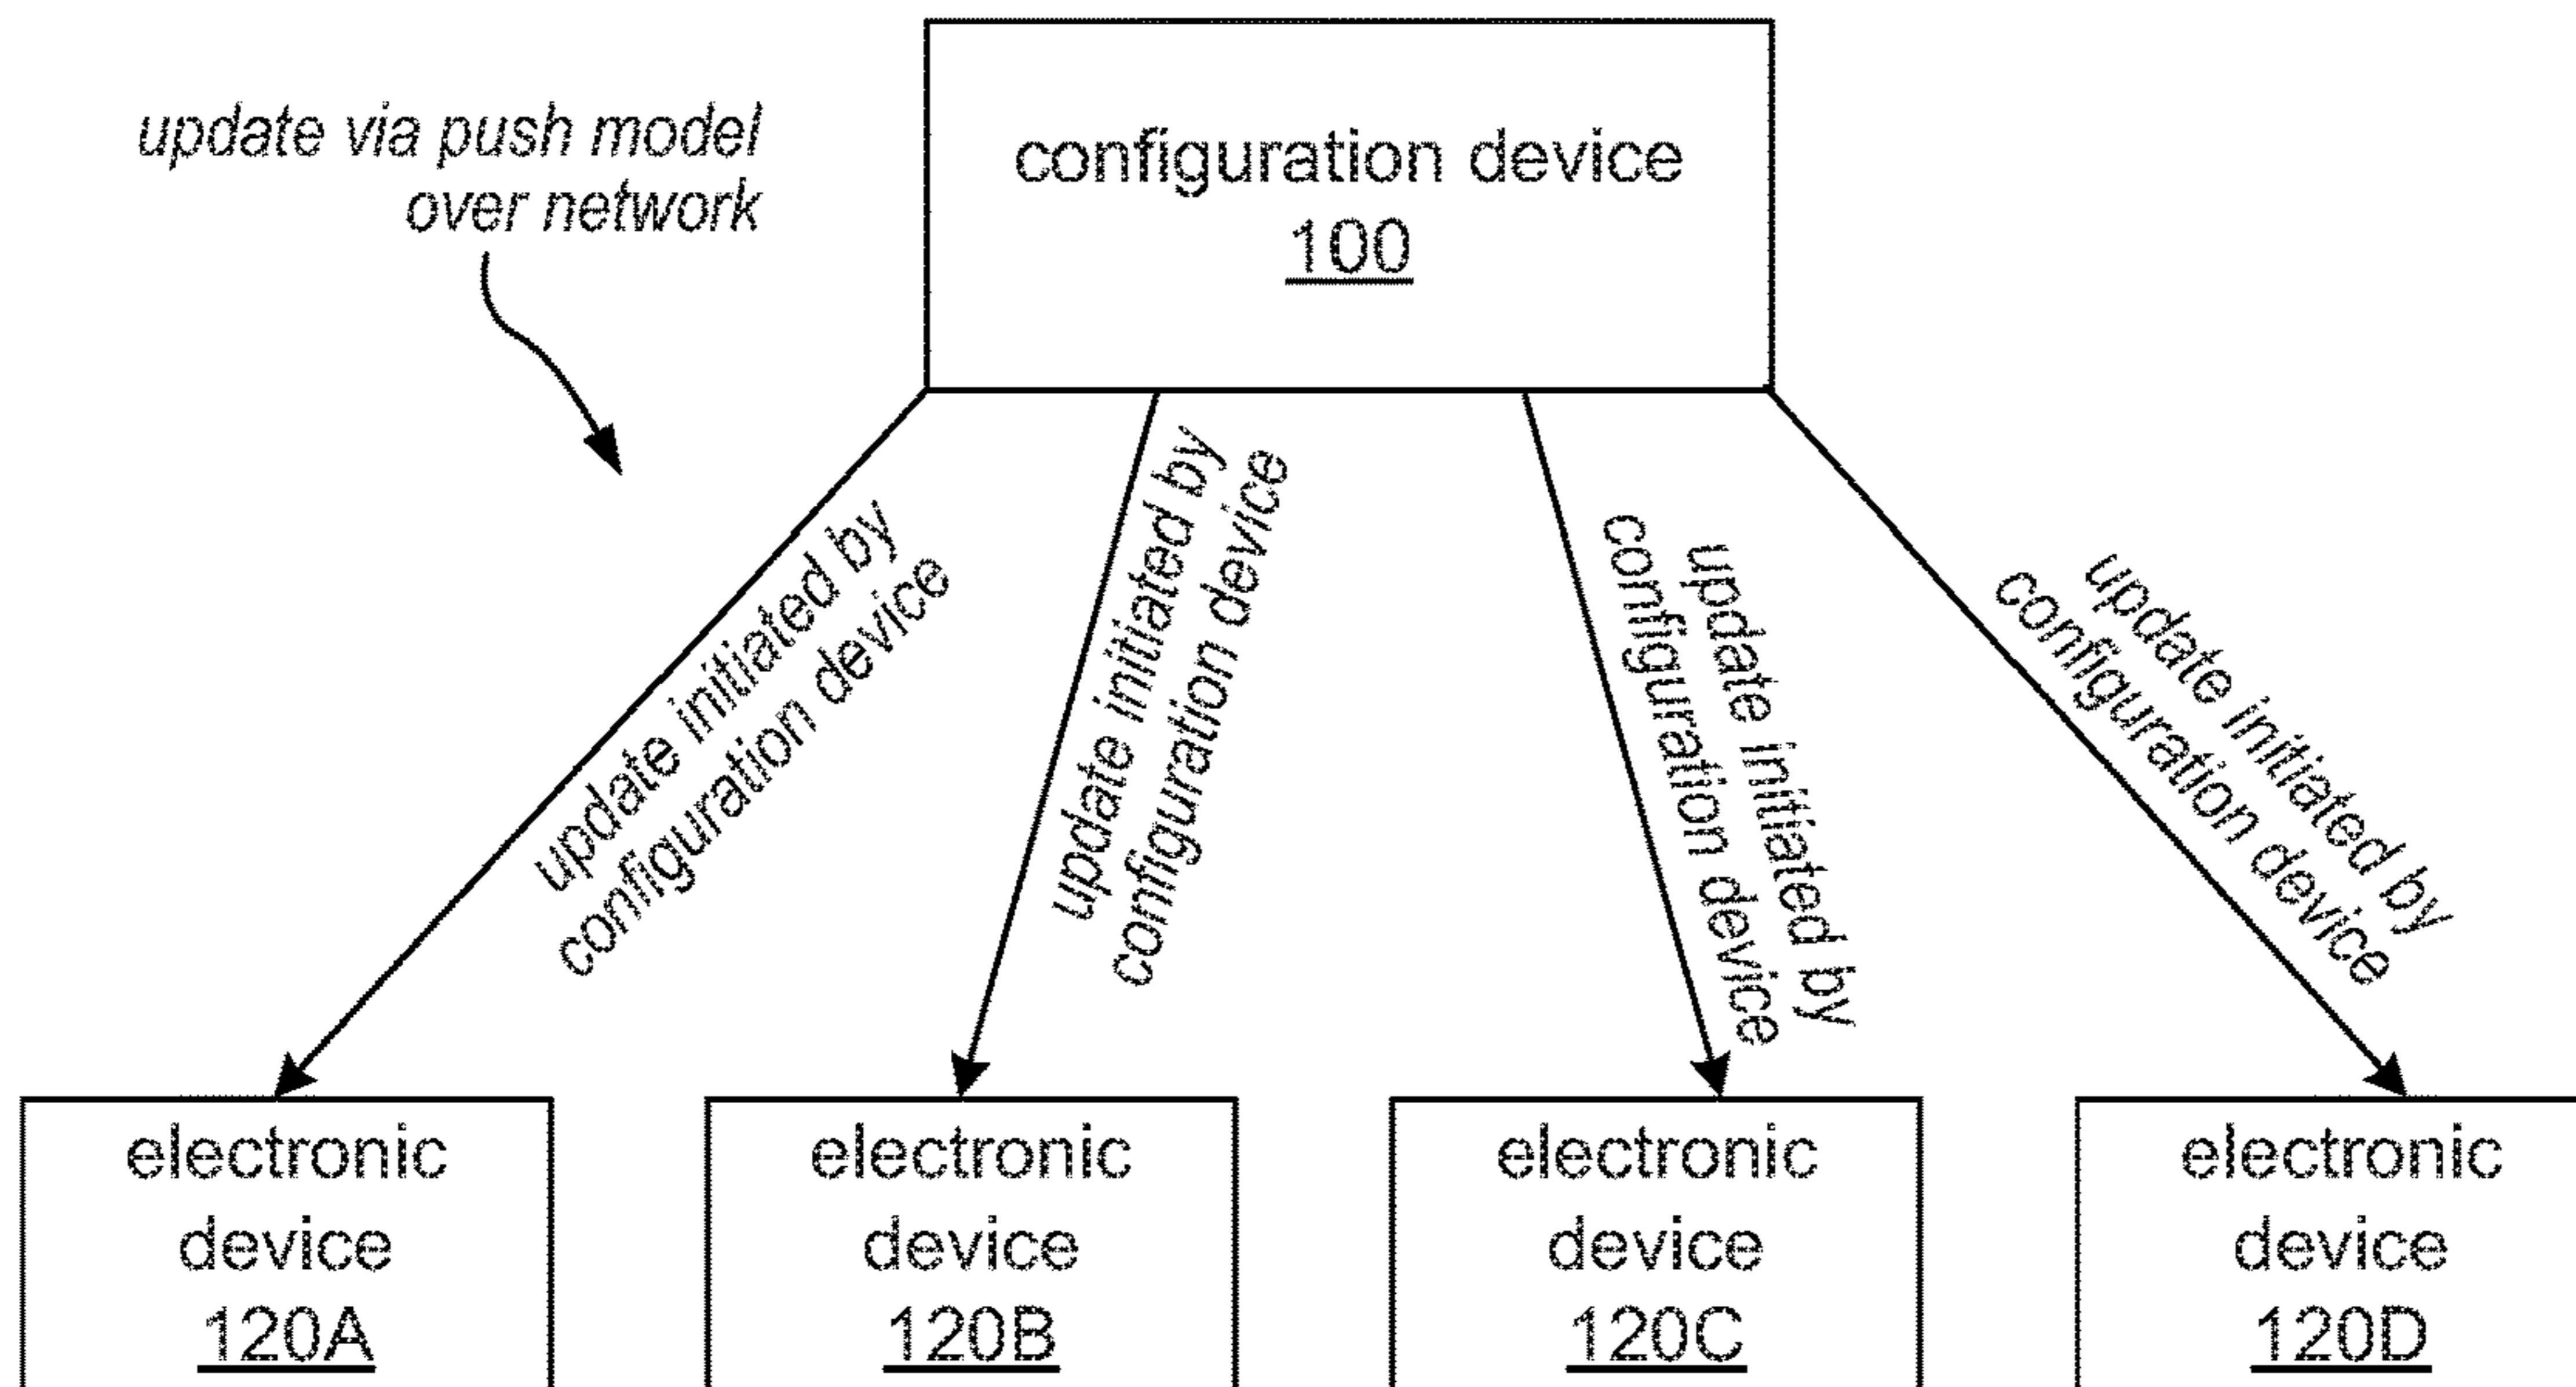 update via push model
over network
configuration device
100
update initiated by
configuration device
update initiated by
configuration device
update initiated by
configuration device
update initiated by
configuration device
electronic
device
120A
electronic
device
120B
electronic
device
120C
electronic
device
120D